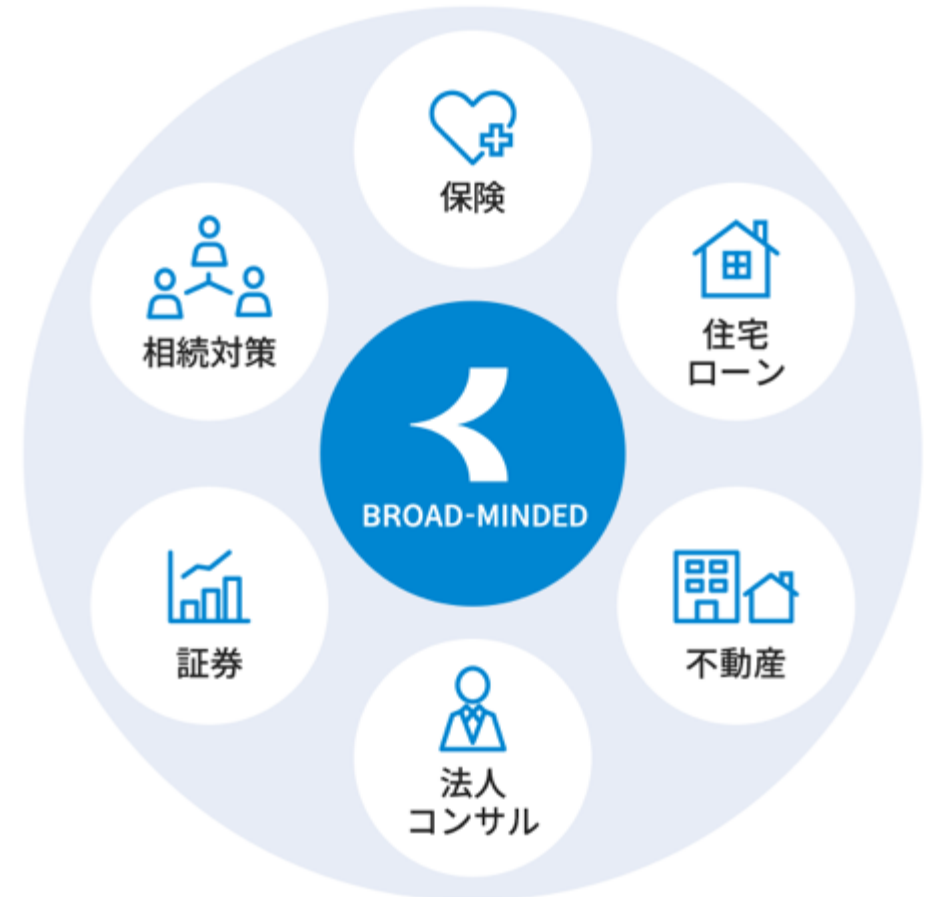 保険
相続対策
住宅
ローン
BROAD-MINDED
証券
不動産
法人
コンサル